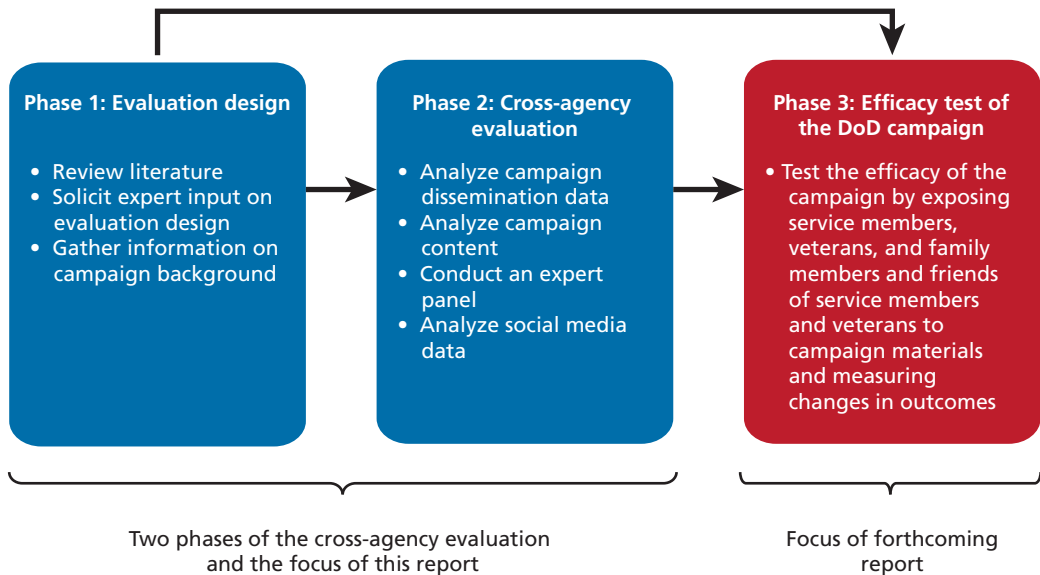 Phase 1: Evaluation design
• Review literature
• Solicit expert input on
evaluation design
• Gather information on
campaign background
Phase 2: Cross-agency
evaluation
• Analyze campaign
dissemination data
• Analyze campaign
content
• Conduct an expert
panel
• Analyze social media
data
Phase 3: Efficacy test of
the DoD campaign
• Test the efficacy of the
campaign by exposing
service members,
veterans, and family
members and friends
of service members
and veterans to
campaign materials
and measuring
changes in outcomes
Two phases of the cross-agency evaluation
and the focus of this report
Focus of forthcoming
report